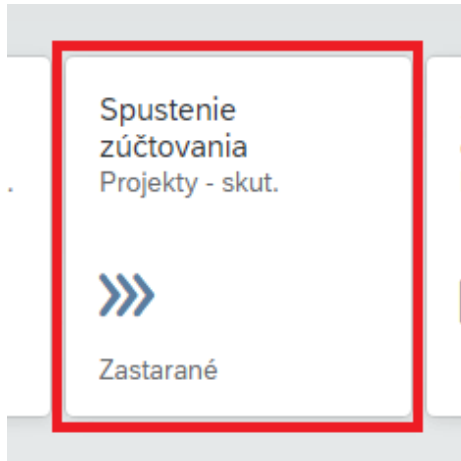 Spustenie
zúčtovania
Projekty - skut.
Zastarané